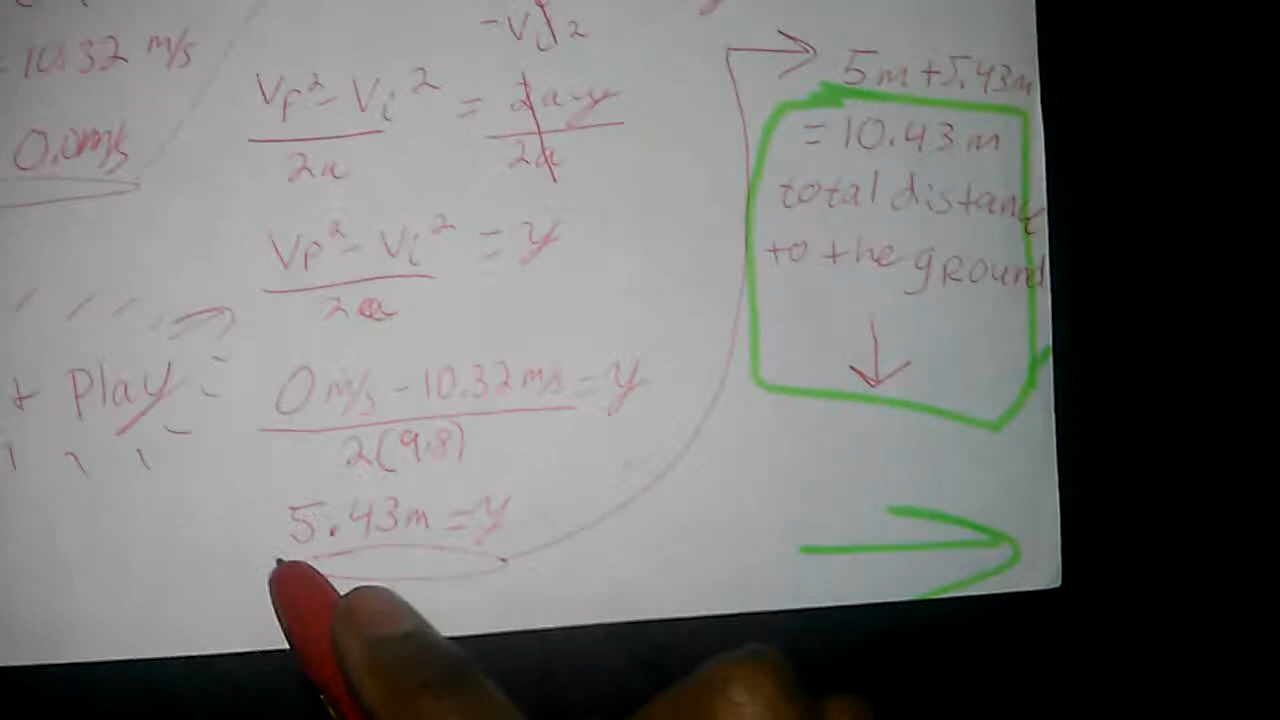 = 10.32 m/s
0.0m/s
-Vi 2
Vf² - Vi² = 2a·y
2a 2a
Vf² - Vi² = y
2a
+ Play:
0 m/s - 10.32 m/s = y
2(9.8)
5.43m = y
5m + 5.43m
= 10.43 m
total distance
to the ground